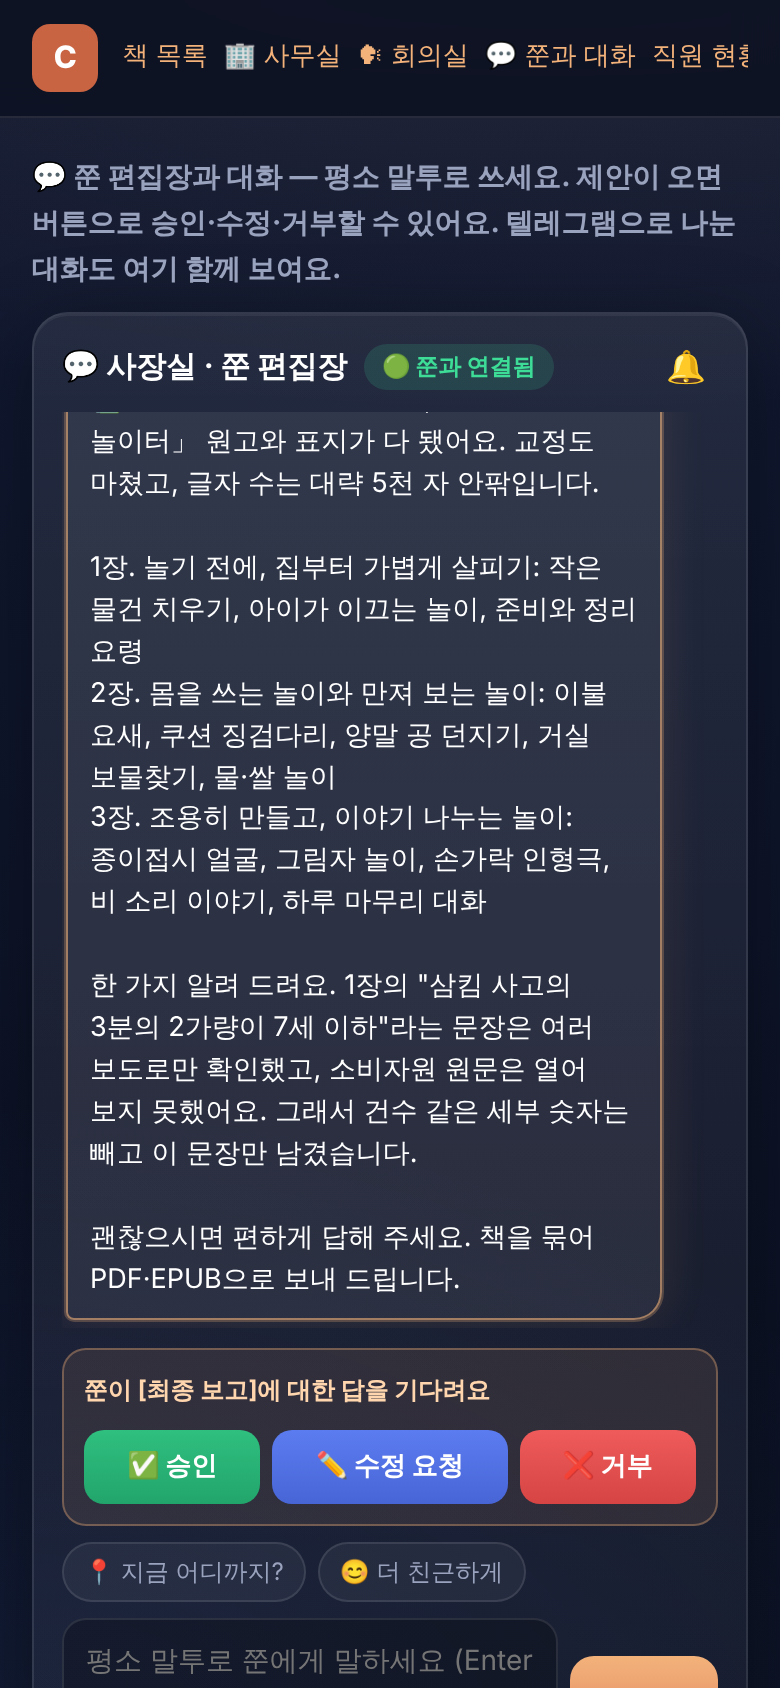 C 책 목록 🏢 사무실 🗣 회의실 💬 쭌과 대화 직원
💬 쭌 편집장과 대화 — 평소 말투로 쓰세요. 제안이 오면
버튼으로 승인·수정·거부할 수 있어요. 텔레그램으로 나눈
대화도 여기 함께 보여요.
💬 사장실 · 쭌 편집장 🟢 쭌과 연결됨 🔔
놀이터」 원고와 표지가 다 됐어요. 교정도
마쳤고, 글자 수는 대략 5천 자 안팎입니다.
1장. 놀기 전에, 집부터 가볍게 살피기: 작은
물건 치우기, 아이가 이끄는 놀이, 준비와 정리
요령
2장. 몸을 쓰는 놀이와 만져 보는 놀이: 이불
요새, 쿠션 징검다리, 양말 공 던지기, 거실
보물찾기, 물·쌀 놀이
3장. 조용히 만들고, 이야기 나누는 놀이:
종이접시 얼굴, 그림자 놀이, 손가락 인형극,
비 소리 이야기, 하루 마무리 대화
한 가지 알려 드려요. 1장의 "삼킴 사고의
3분의 2가량이 7세 이하"라는 문장은 여러
보도로만 확인했고, 소비자원 원문은 열어
보지 못했어요. 그래서 건수 같은 세부 숫자는
빼고 이 문장만 남겼습니다.
괜찮으시면 편하게 답해 주세요. 책을 묶어
PDF·EPUB으로 보내 드립니다.
쭌이 [최종 보고]에 대한 답을 기다려요
✅ 승인 ✏️ 수정 요청 ❌ 거부
📍 지금 어디까지? 😊 더 친근하게
평소 말투로 쭌에게 말하세요 (Enter